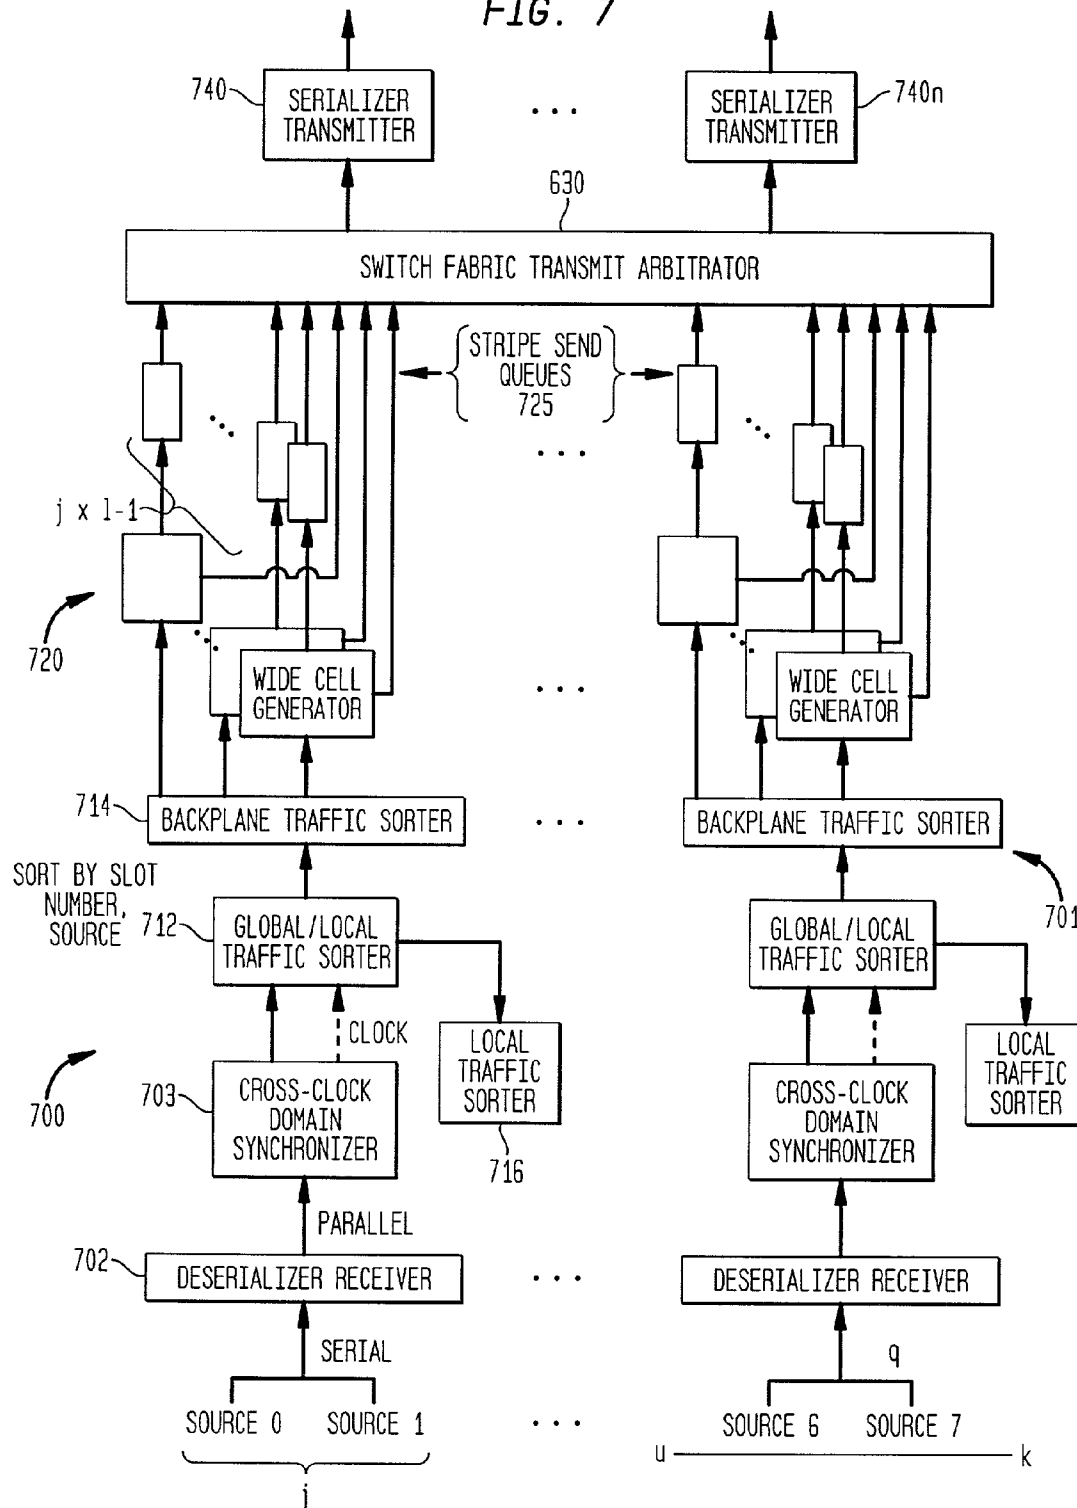 FIG. 7
740
SERIALIZER
TRANSMITTER
...
SERIALIZER
TRANSMITTER
740n
630
SWITCH FABRIC TRANSMIT ARBITRATOR
STRIPE SEND
QUEUES
725
...
j x l-1
720
WIDE CELL
GENERATOR
...
WIDE CELL
GENERATOR
714
BACKPLANE TRAFFIC SORTER
...
BACKPLANE TRAFFIC SORTER
701
SORT BY SLOT
NUMBER,
SOURCE
712
GLOBAL/LOCAL
TRAFFIC SORTER
GLOBAL/LOCAL
TRAFFIC SORTER
CLOCK
LOCAL
TRAFFIC
SORTER
716
LOCAL
TRAFFIC
SORTER
700
703
CROSS-CLOCK
DOMAIN
SYNCHRONIZER
CROSS-CLOCK
DOMAIN
SYNCHRONIZER
PARALLEL
702
DESERIALIZER RECEIVER
...
DESERIALIZER RECEIVER
SERIAL
q
SOURCE 0
SOURCE 1
...
SOURCE 6
SOURCE 7
j
u
k